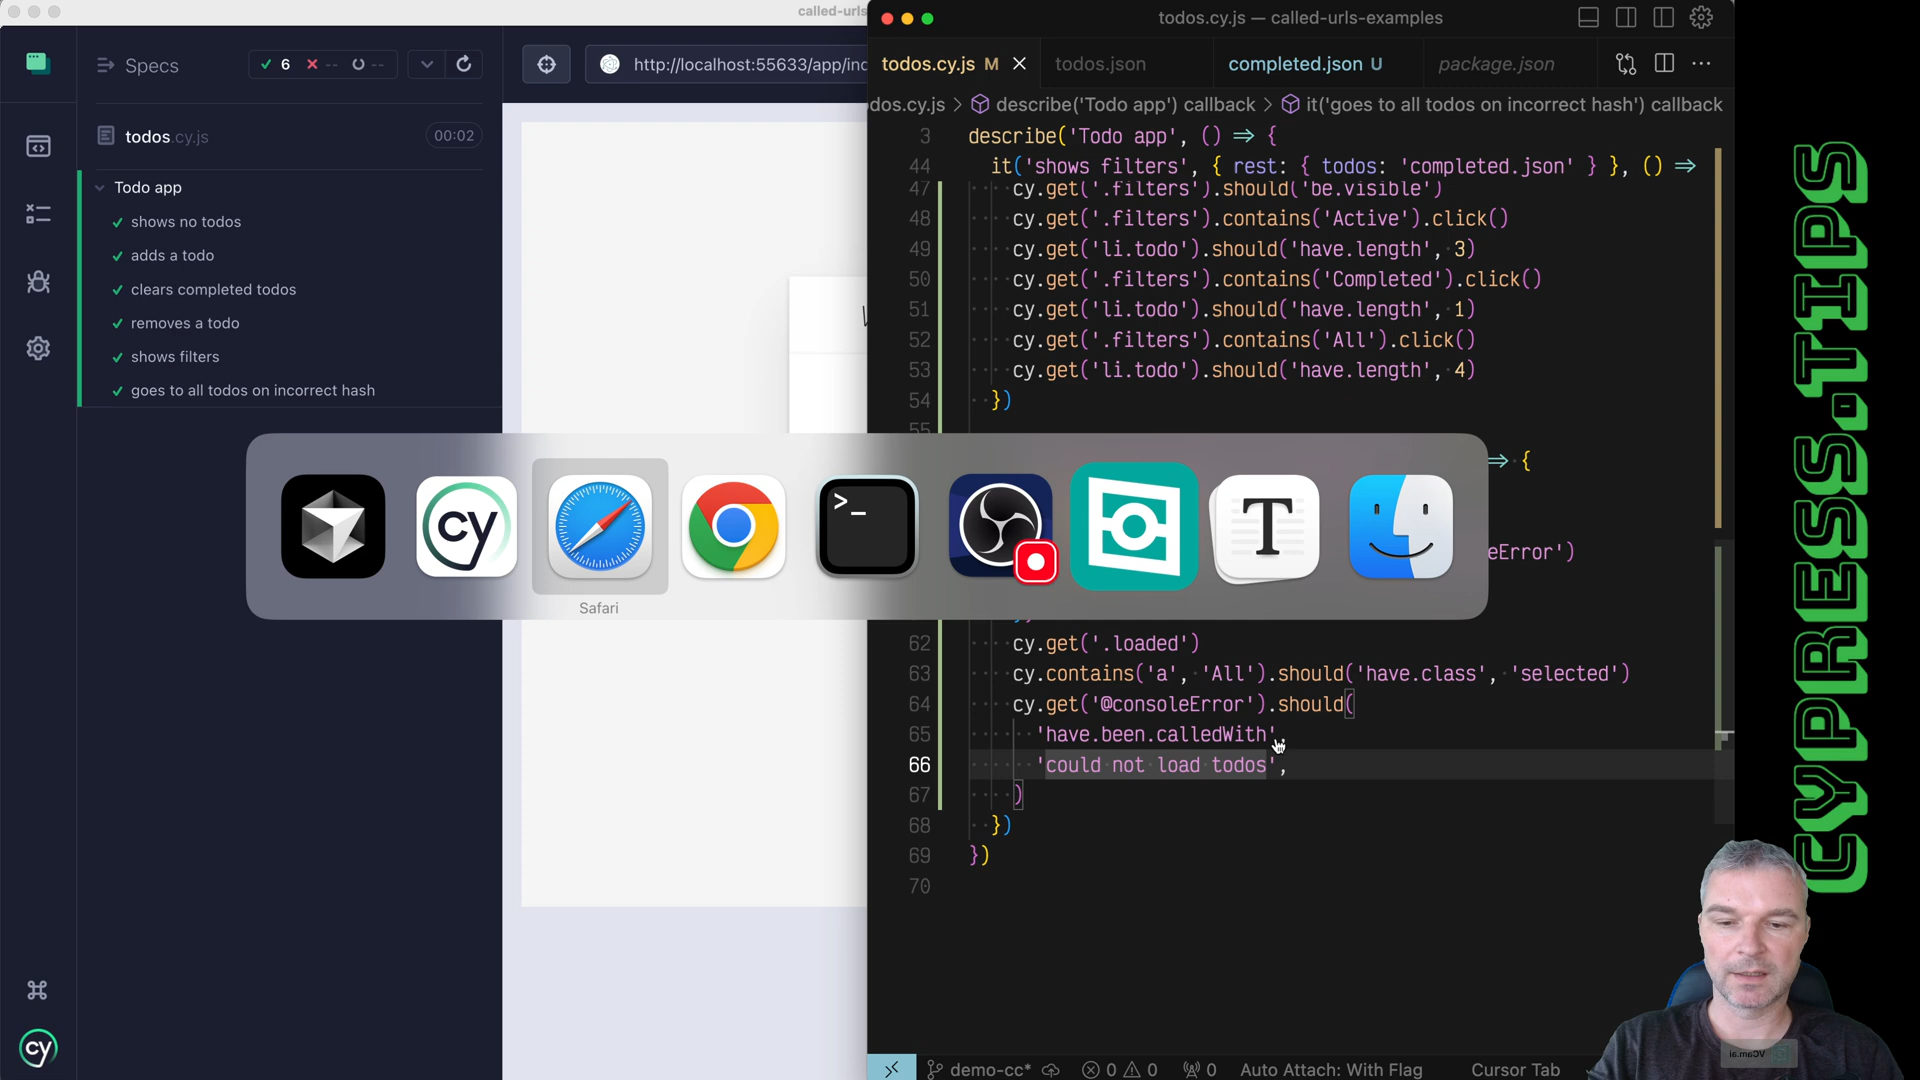 called-urls
Specs
6
--
--
http://localhost:55633/app/ind
todos.cy.js
00:02
Todo app
shows no todos
adds a todo
clears completed todos
removes a todo
shows filters
goes to all todos on incorrect hash
todos.cy.js — called-urls-examples
todos.cy.js M
todos.json
completed.json U
package.json
dos.cy.js > describe('Todo app') callback > it('goes to all todos on incorrect hash') callback
3 describe('Todo app', () => {
44 it('shows filters', { rest: { todos: 'completed.json' } }, () =>
47 cy.get('.filters').should('be.visible')
48 cy.get('.filters').contains('Active').click()
49 cy.get('li.todo').should('have.length', 3)
50 cy.get('.filters').contains('Completed').click()
51 cy.get('li.todo').should('have.length', 1)
52 cy.get('.filters').contains('All').click()
53 cy.get('li.todo').should('have.length', 4)
54 })
55
=> {
eError')
62 cy.get('.loaded')
63 cy.contains('a', 'All').should('have.class', 'selected')
64 cy.get('@consoleError').should(
65 'have.been.calledWith',
66 'could not load todos',
67 )
68 })
69 })
70
cy
>_
T
Safari
cy
demo-cc*
0
0
0
Auto Attach: With Flag
Cursor Tab
CYPRESS.TIPS
VCam.ai